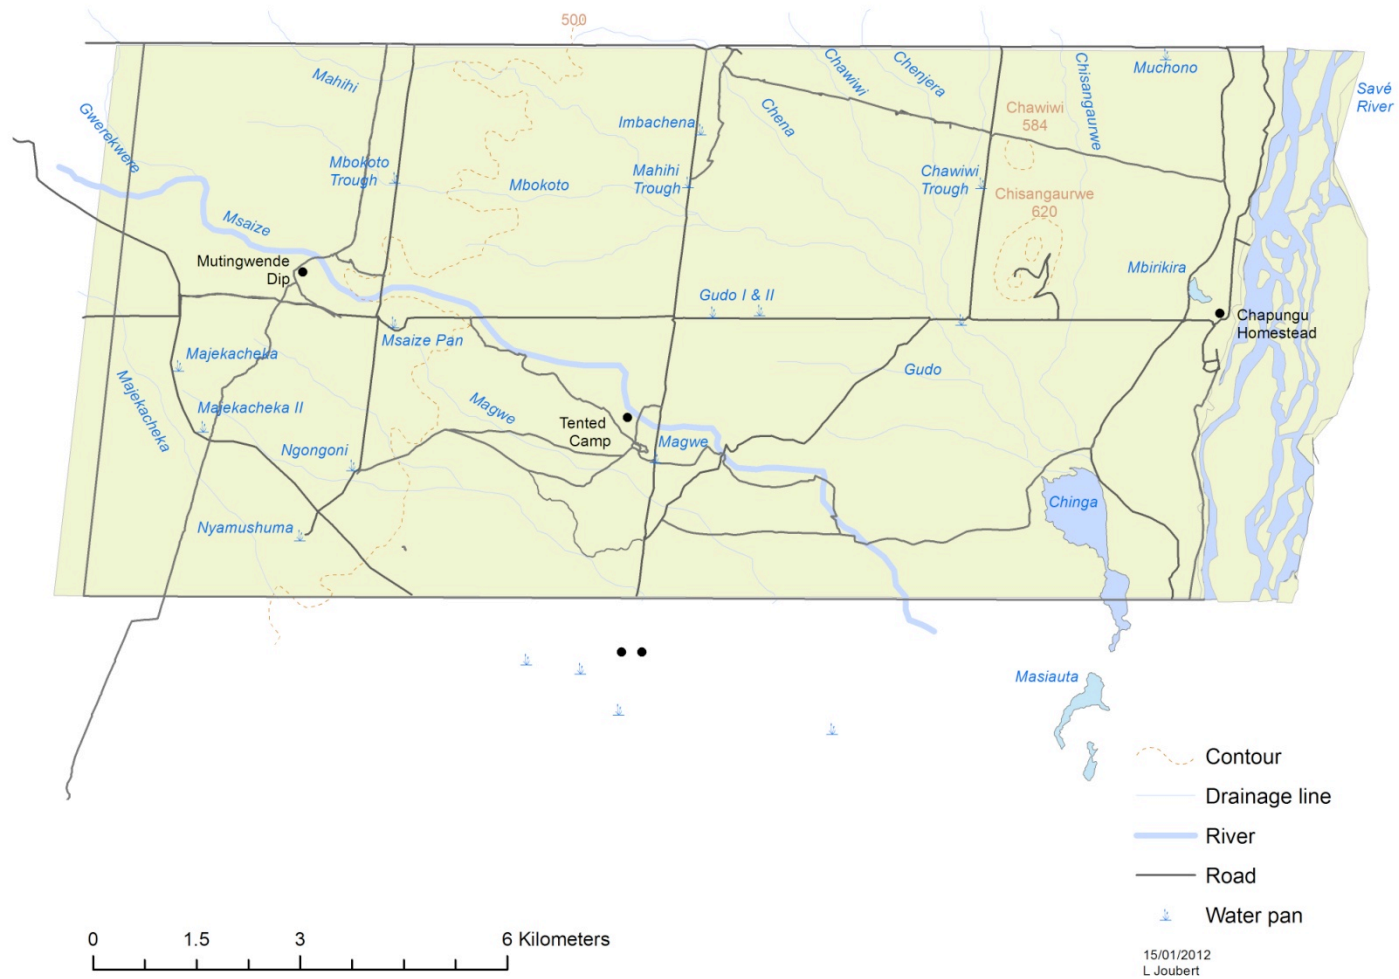 500
Mahihi
Chawiwi
Chenjera
Chisangaurwe
Muchono
Savé
River
Gwerekwere
Imbachena
Chena
Chawiwi
584
Mbokoto
Trough
Mbokoto
Mahihi
Trough
Chawiwi
Trough
Chisangaurwe
620
Msaize
Mutingwende
Dip
Mbirikira
Gudo I & II
Chapungu
Homestead
Msaize Pan
Majekacheka
Gudo
Majekacheka
Majekacheka II
Magwe
Tented
Camp
Magwe
Ngongoni
Chinga
Nyamushuma
Masiauta
Contour
Drainage line
River
Road
Water pan
0 1.5 3 6 Kilometers
15/01/2012
L Joubert